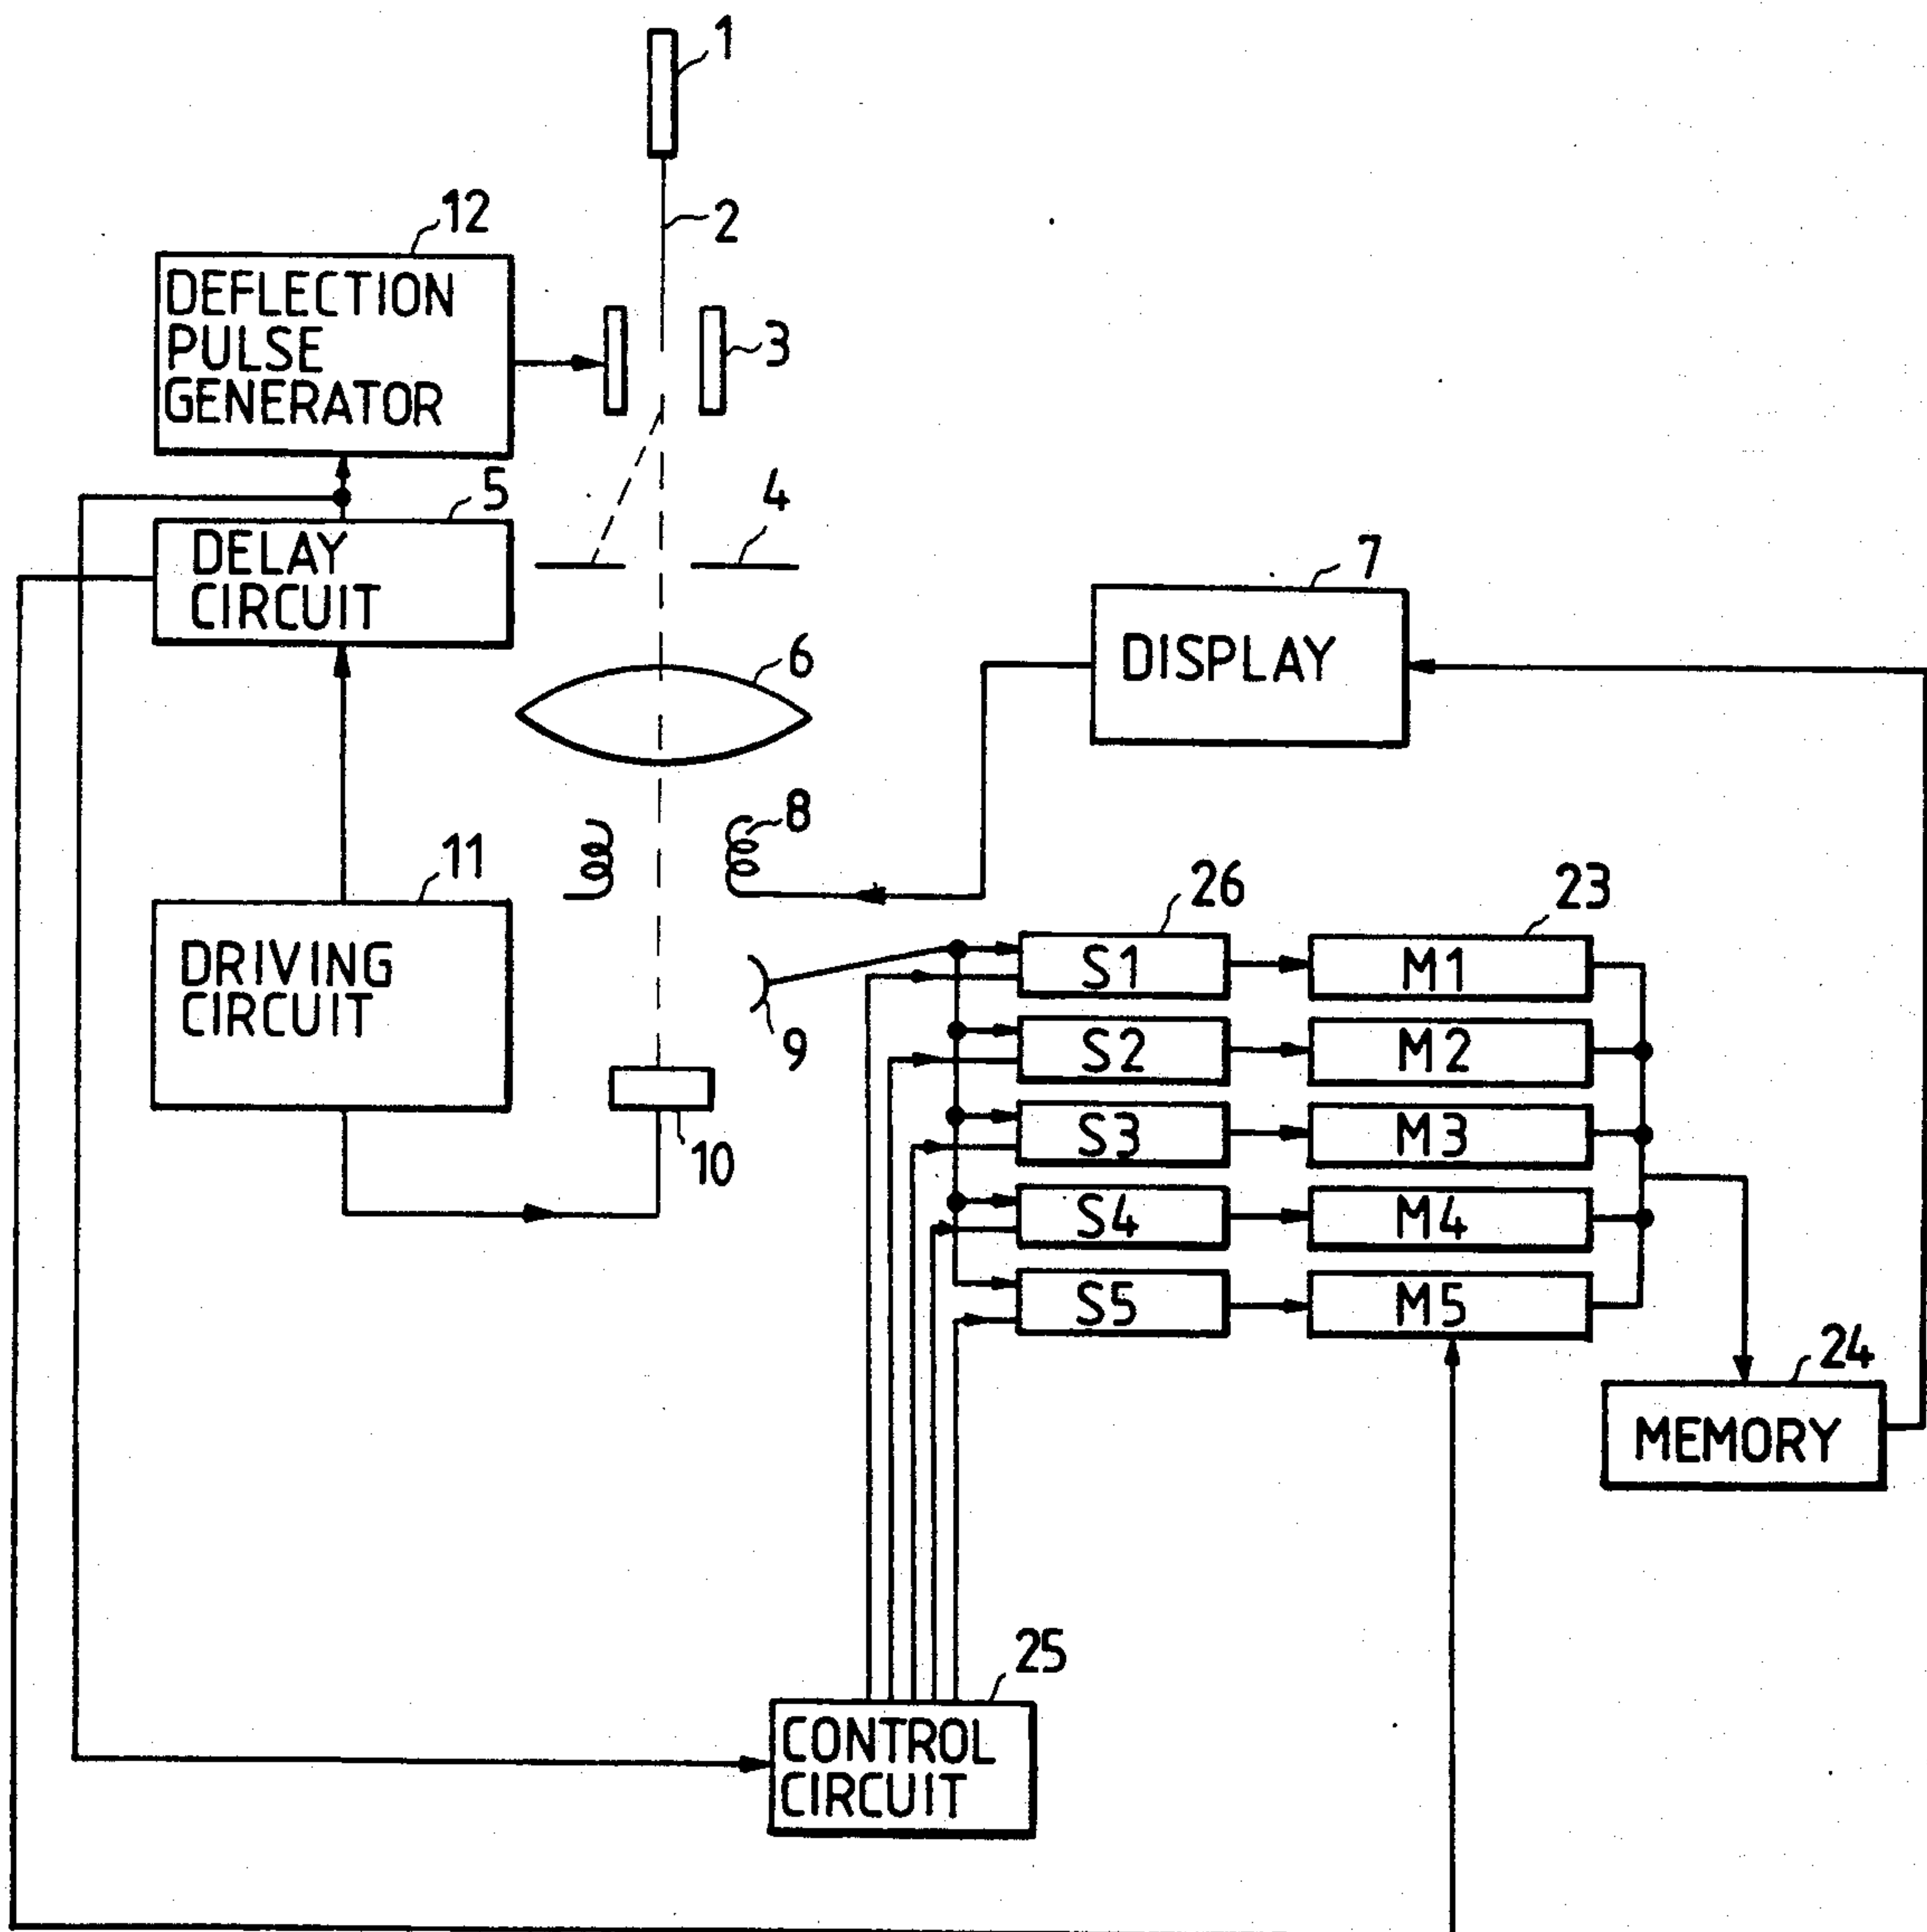 1
2
12
DEFLECTION
PULSE
GENERATOR
3
5
4
DELAY
CIRCUIT
7
DISPLAY
6
8
11
DRIVING
CIRCUIT
26
23
S1
M1
9
S2
M2
10
S3
M3
S4
M4
S5
M5
24
MEMORY
25
CONTROL
CIRCUIT